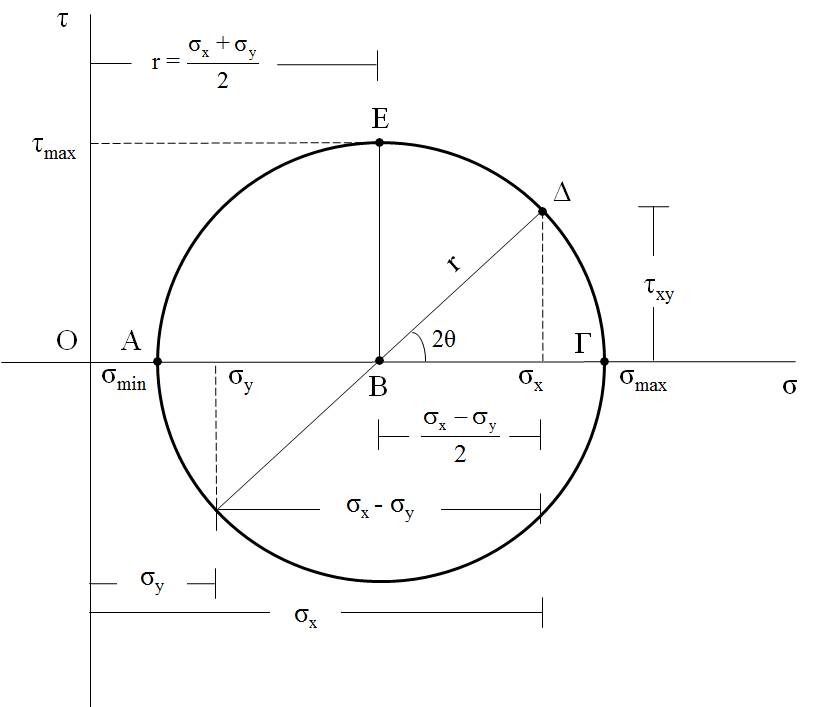 τ
r = (σx + σy)/2
E
τmax
Δ
r
τxy
O
A
2θ
Γ
σmin
σy
B
σx
σmax
σ
(σx − σy)/2
σx - σy
σy
σx